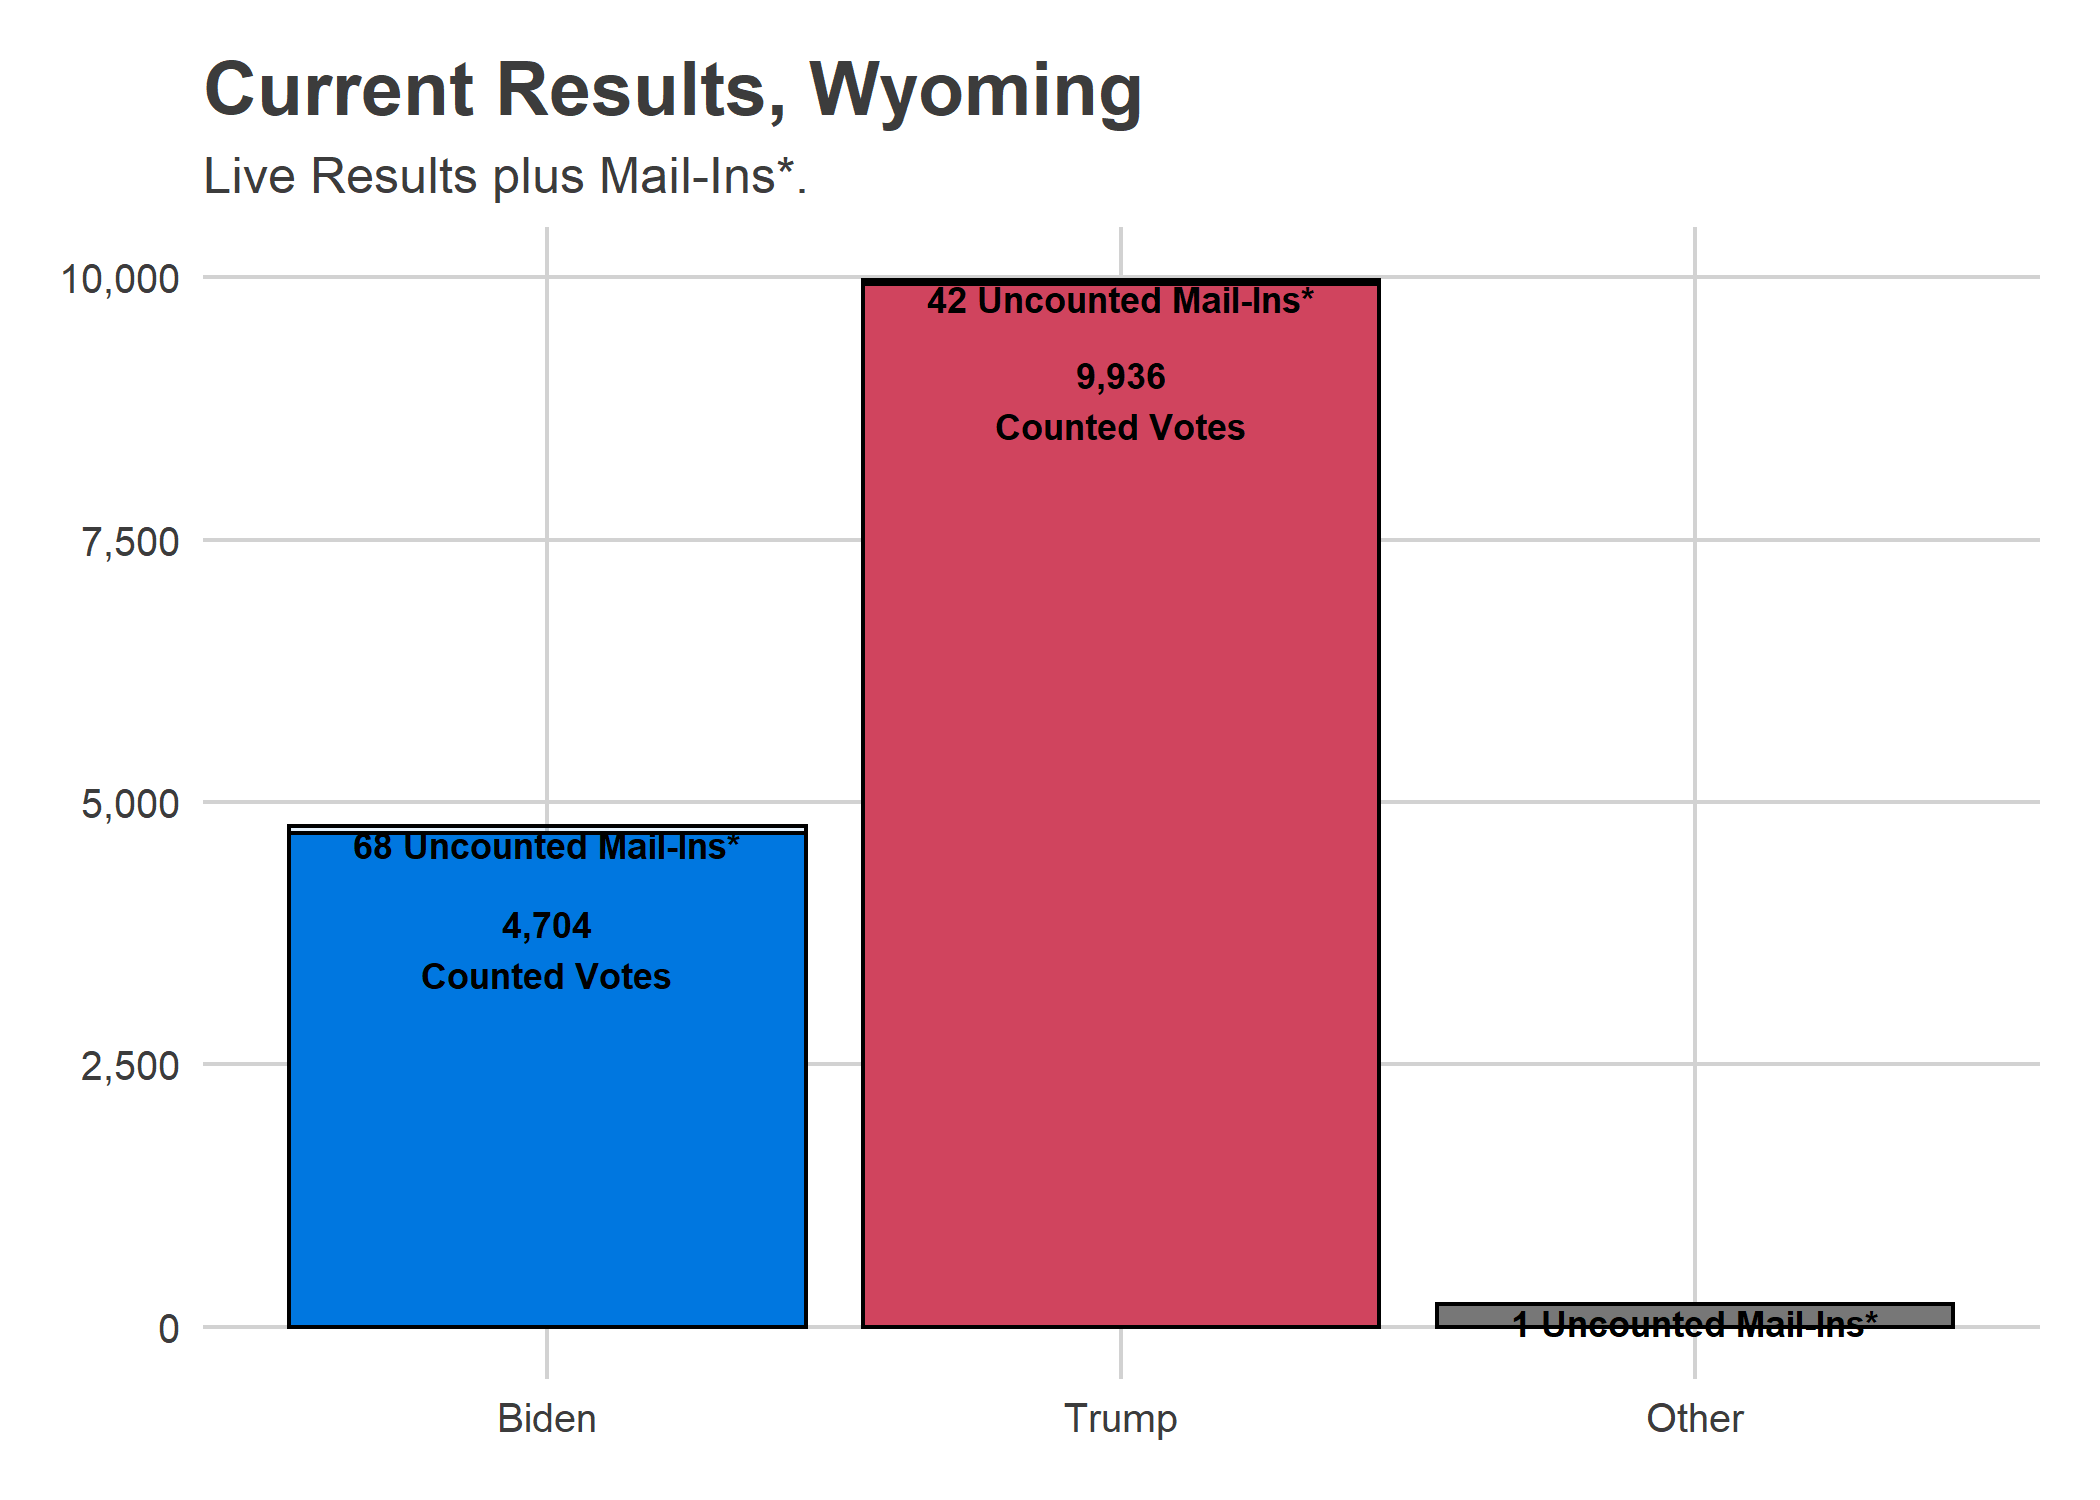 Current Results, Wyoming
Live Results plus Mail-Ins*.
10,000
7,500
5,000
2,500
0
42 Uncounted Mail-Ins*
9,936
Counted Votes
68 Uncounted Mail-Ins*
4,704
Counted Votes
1 Uncounted Mail-Ins*
Biden
Trump
Other